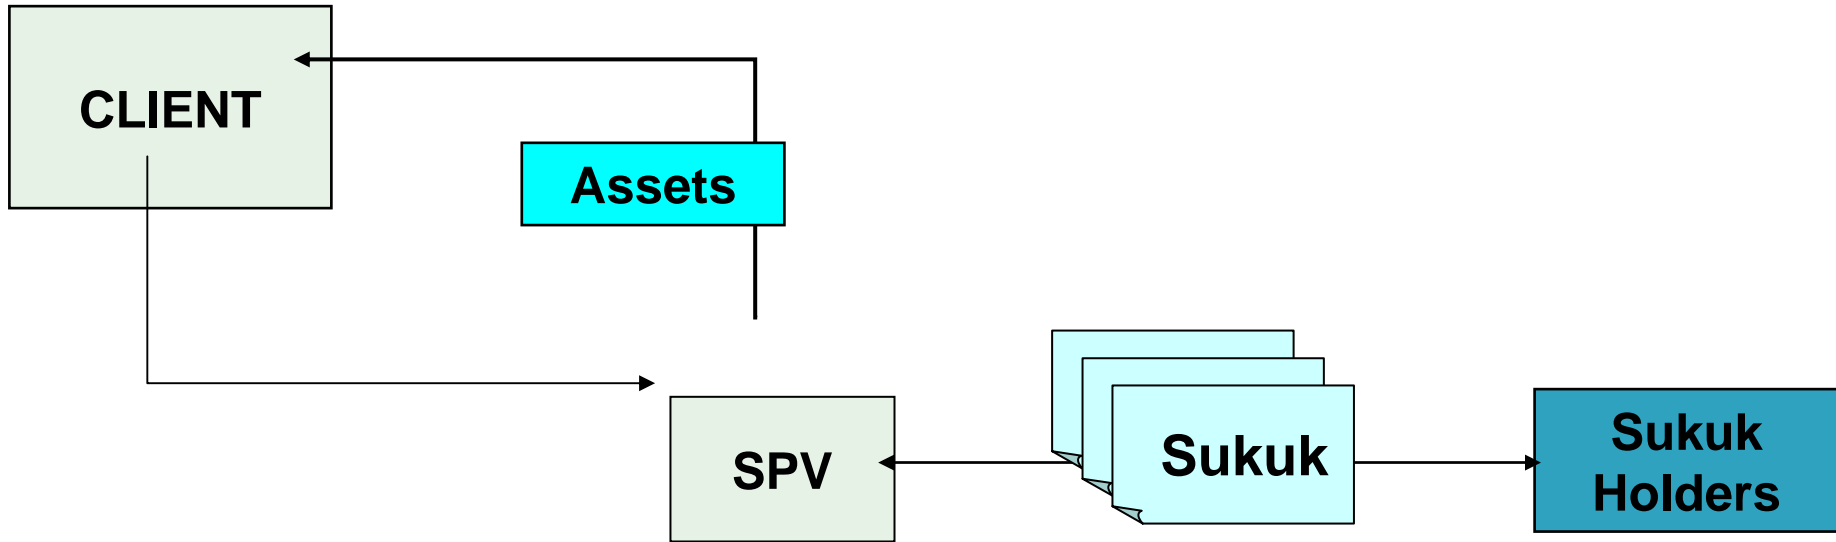 CLIENT
Assets
SPV
Sukuk
Sukuk
Holders